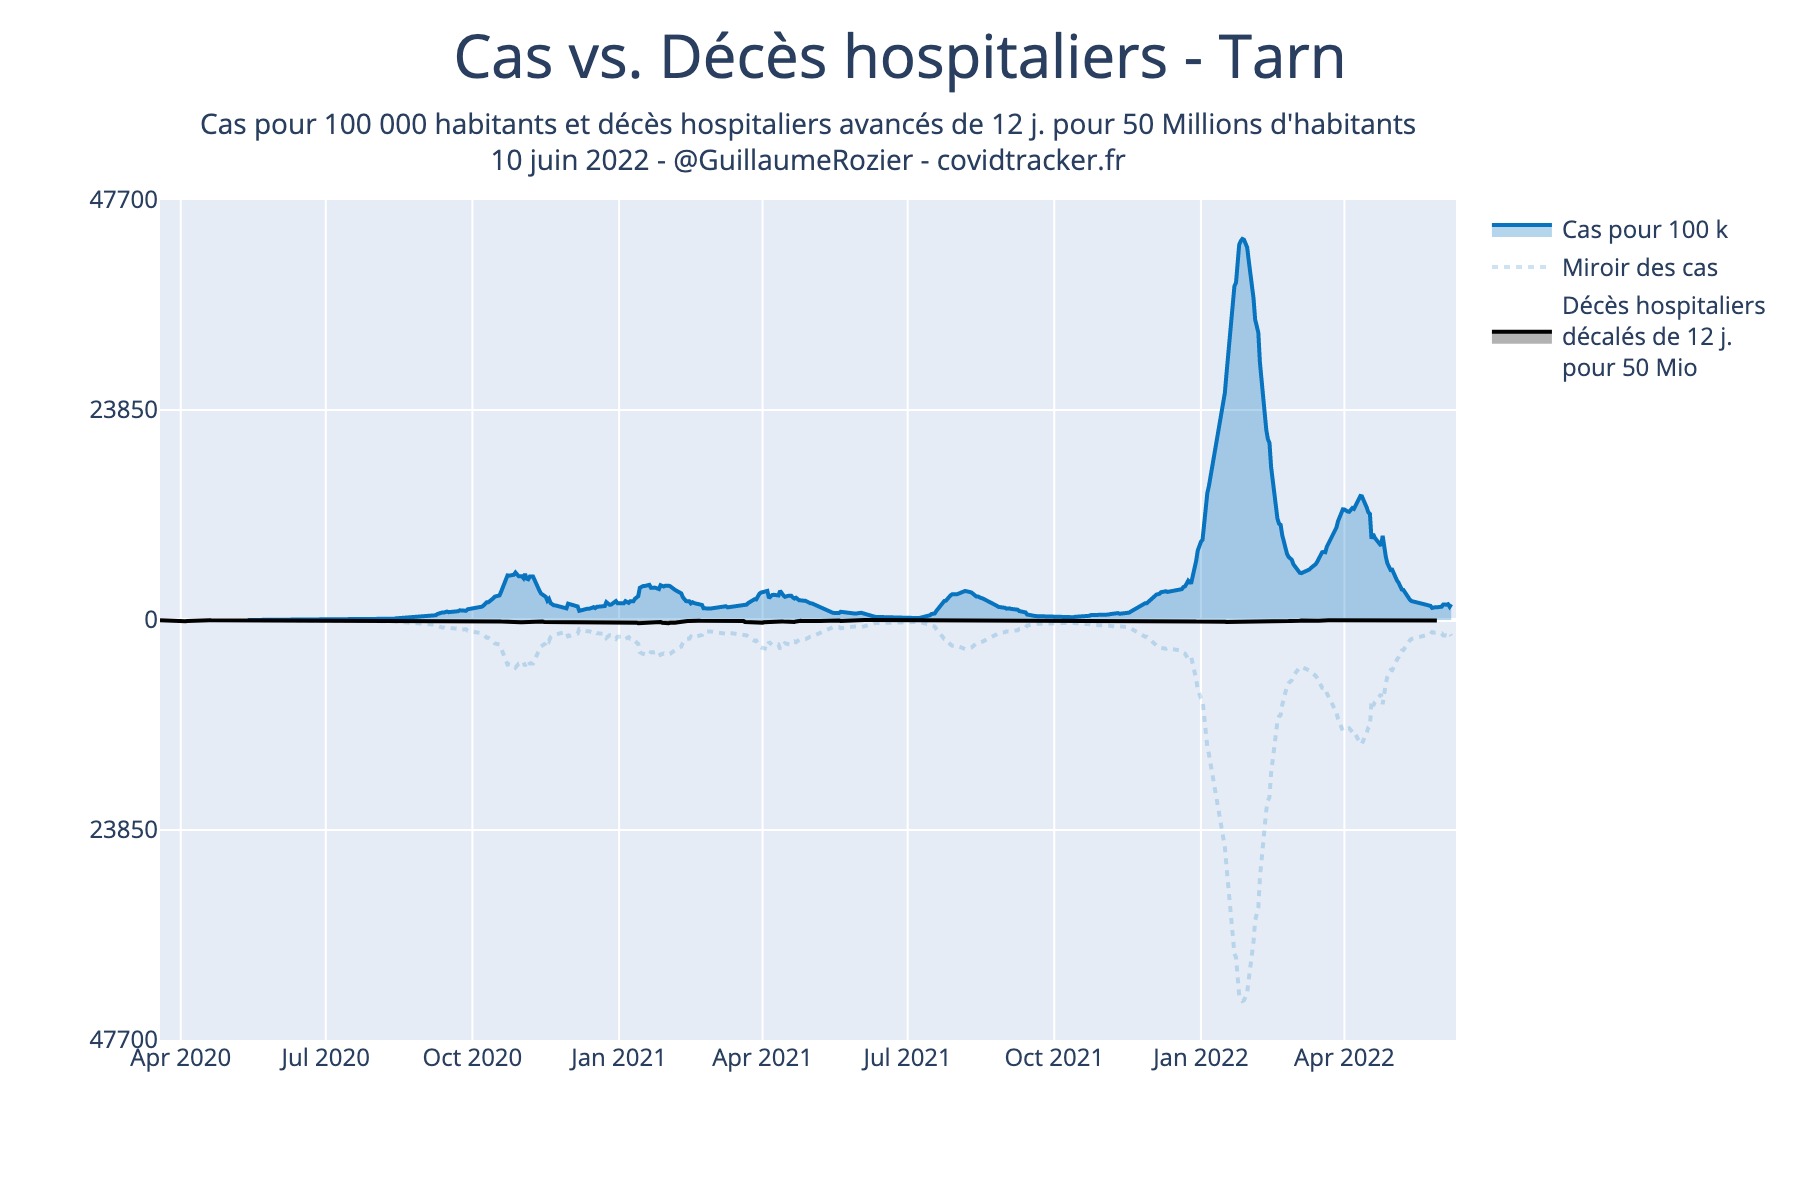 Cas vs. Décès hospitaliers - Tarn
Cas pour 100 000 habitants et décès hospitaliers avancés de 12 j. pour 50 Millions d'habitants
10 juin 2022 - @GuillaumeRozier - covidtracker.fr
47700
23850
0
23850
47700
Apr 2020
Jul 2020
Oct 2020
Jan 2021
Apr 2021
Jul 2021
Oct 2021
Jan 2022
Apr 2022
Cas pour 100 k
Miroir des cas
Décès hospitaliers
décalés de 12 j.
pour 50 Mio